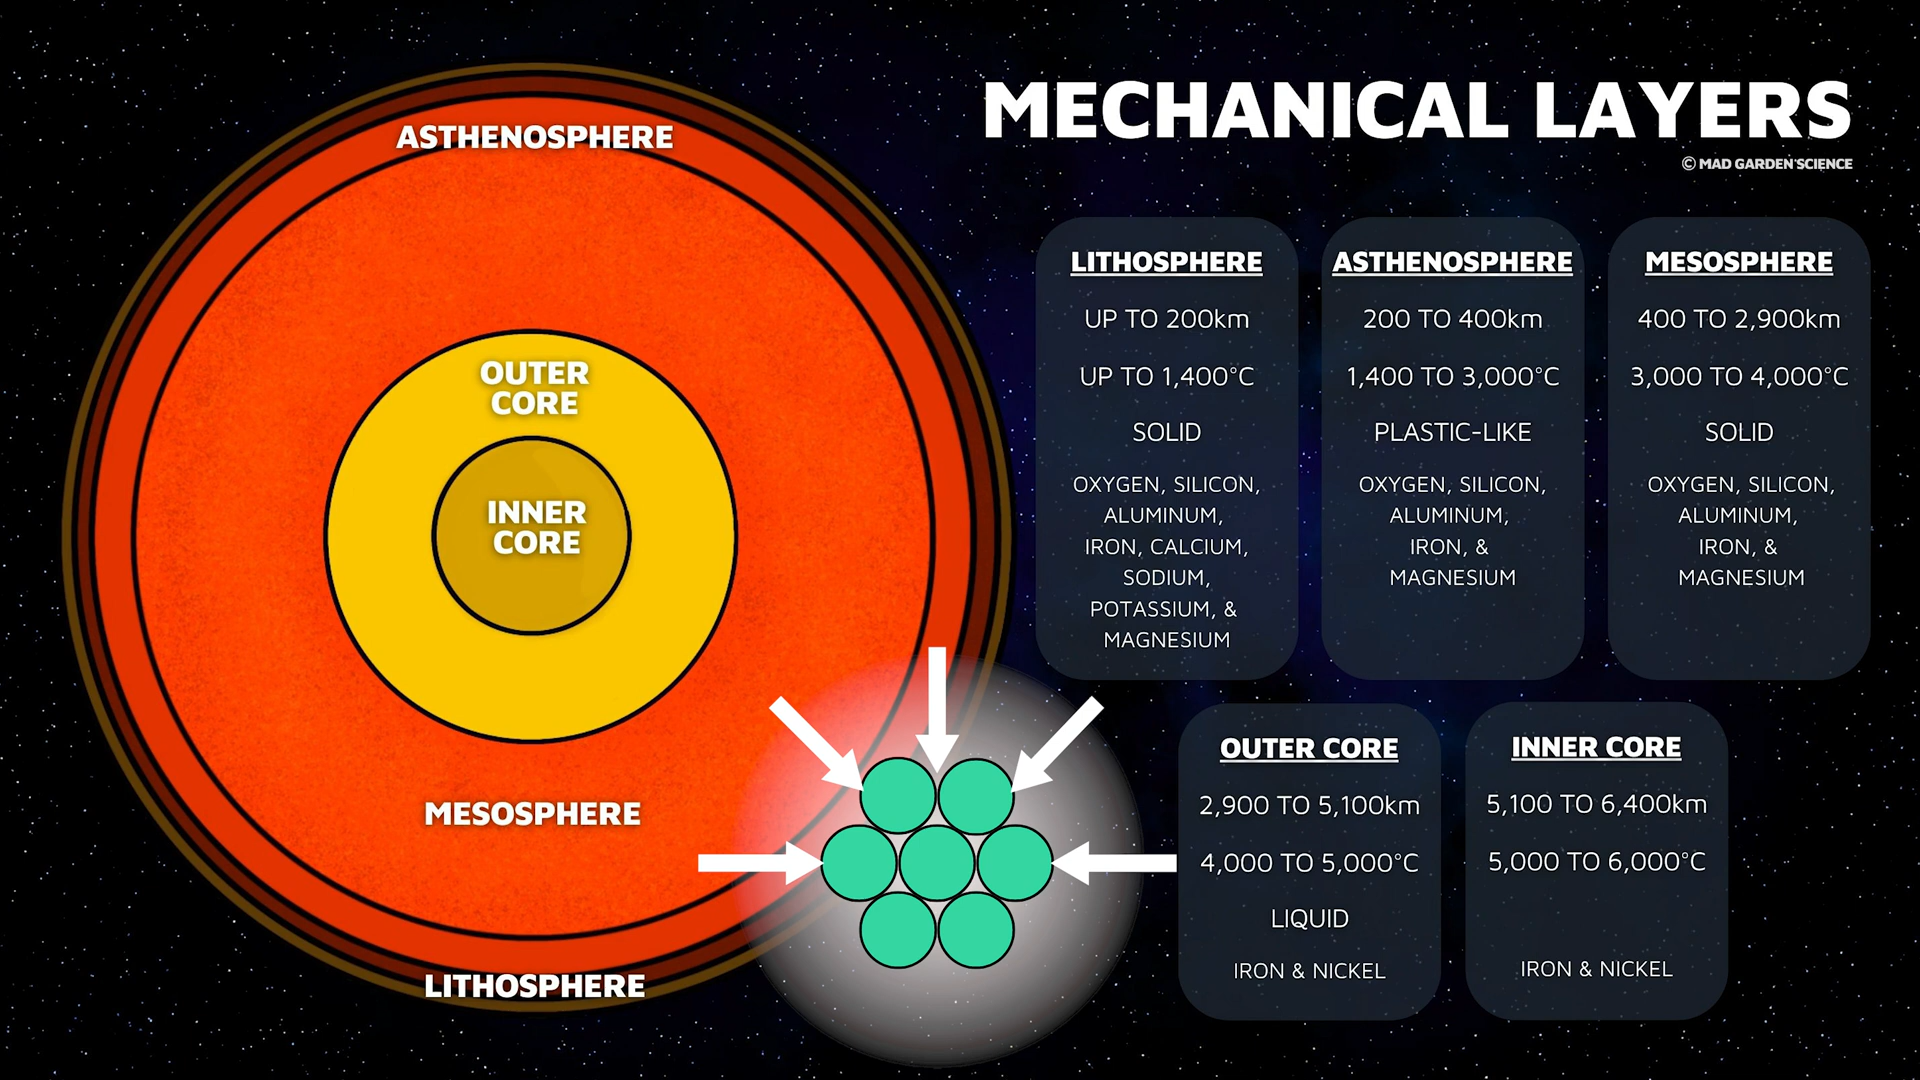 MECHANICAL LAYERS
© MAD GARDEN SCIENCE
ASTHENOSPHERE
OUTER
CORE
INNER
CORE
MESOSPHERE
LITHOSPHERE
LITHOSPHERE
UP TO 200km
UP TO 1,400°C
SOLID
OXYGEN, SILICON,
ALUMINUM,
IRON, CALCIUM,
SODIUM,
POTASSIUM, &
MAGNESIUM
ASTHENOSPHERE
200 TO 400km
1,400 TO 3,000°C
PLASTIC-LIKE
OXYGEN, SILICON,
ALUMINUM,
IRON, &
MAGNESIUM
MESOSPHERE
400 TO 2,900km
3,000 TO 4,000°C
SOLID
OXYGEN, SILICON,
ALUMINUM,
IRON, &
MAGNESIUM
OUTER CORE
2,900 TO 5,100km
4,000 TO 5,000°C
LIQUID
IRON & NICKEL
INNER CORE
5,100 TO 6,400km
5,000 TO 6,000°C
IRON & NICKEL